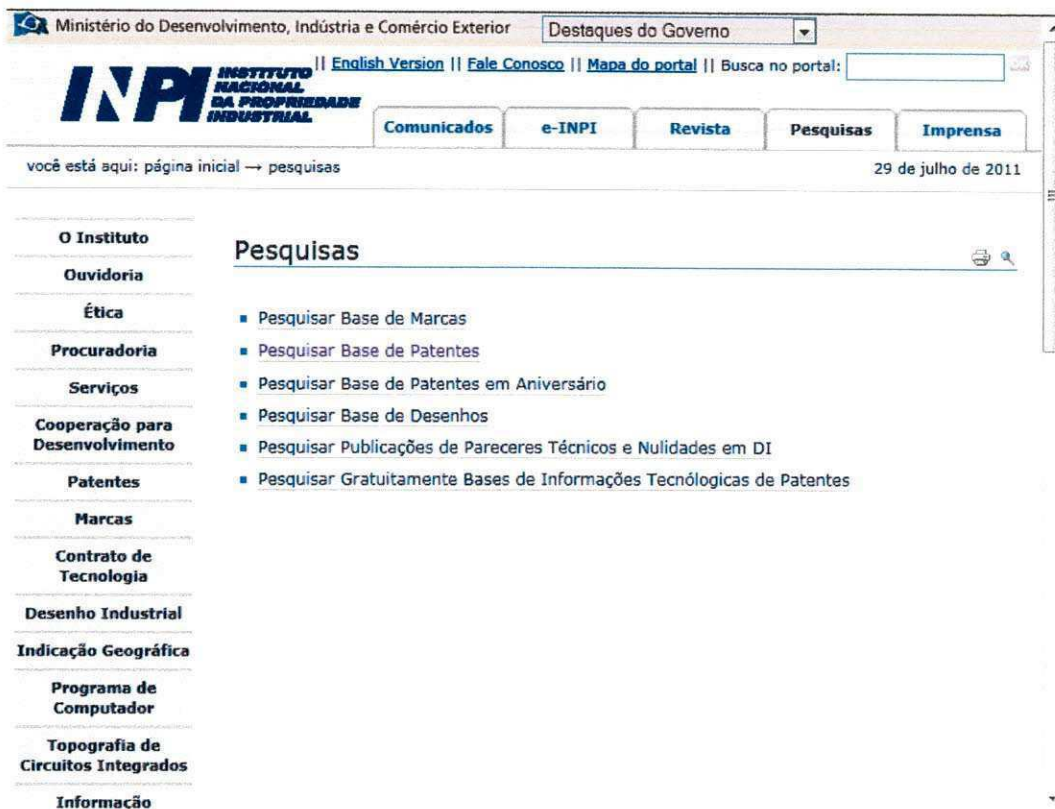 Ministério do Desenvolvimento, Indústria e Comércio Exterior
Destaques do Governo
INPI
INSTITUTO
NACIONAL
DA PROPRIEDADE
INDUSTRIAL
|| English Version || Fale Conosco || Mapa do portal || Busca no portal:
Comunicados
e-INPI
Revista
Pesquisas
Imprensa
você está aqui: página inicial → pesquisas
29 de julho de 2011
O Instituto
Ouvidoria
Ética
Procuradoria
Serviços
Cooperação para
Desenvolvimento
Patentes
Marcas
Contrato de
Tecnologia
Desenho Industrial
Indicação Geográfica
Programa de
Computador
Topografia de
Circuitos Integrados
Informação
Pesquisas
Pesquisar Base de Marcas
Pesquisar Base de Patentes
Pesquisar Base de Patentes em Aniversário
Pesquisar Base de Desenhos
Pesquisar Publicações de Pareceres Técnicos e Nulidades em DI
Pesquisar Gratuitamente Bases de Informações Tecnólogicas de Patentes